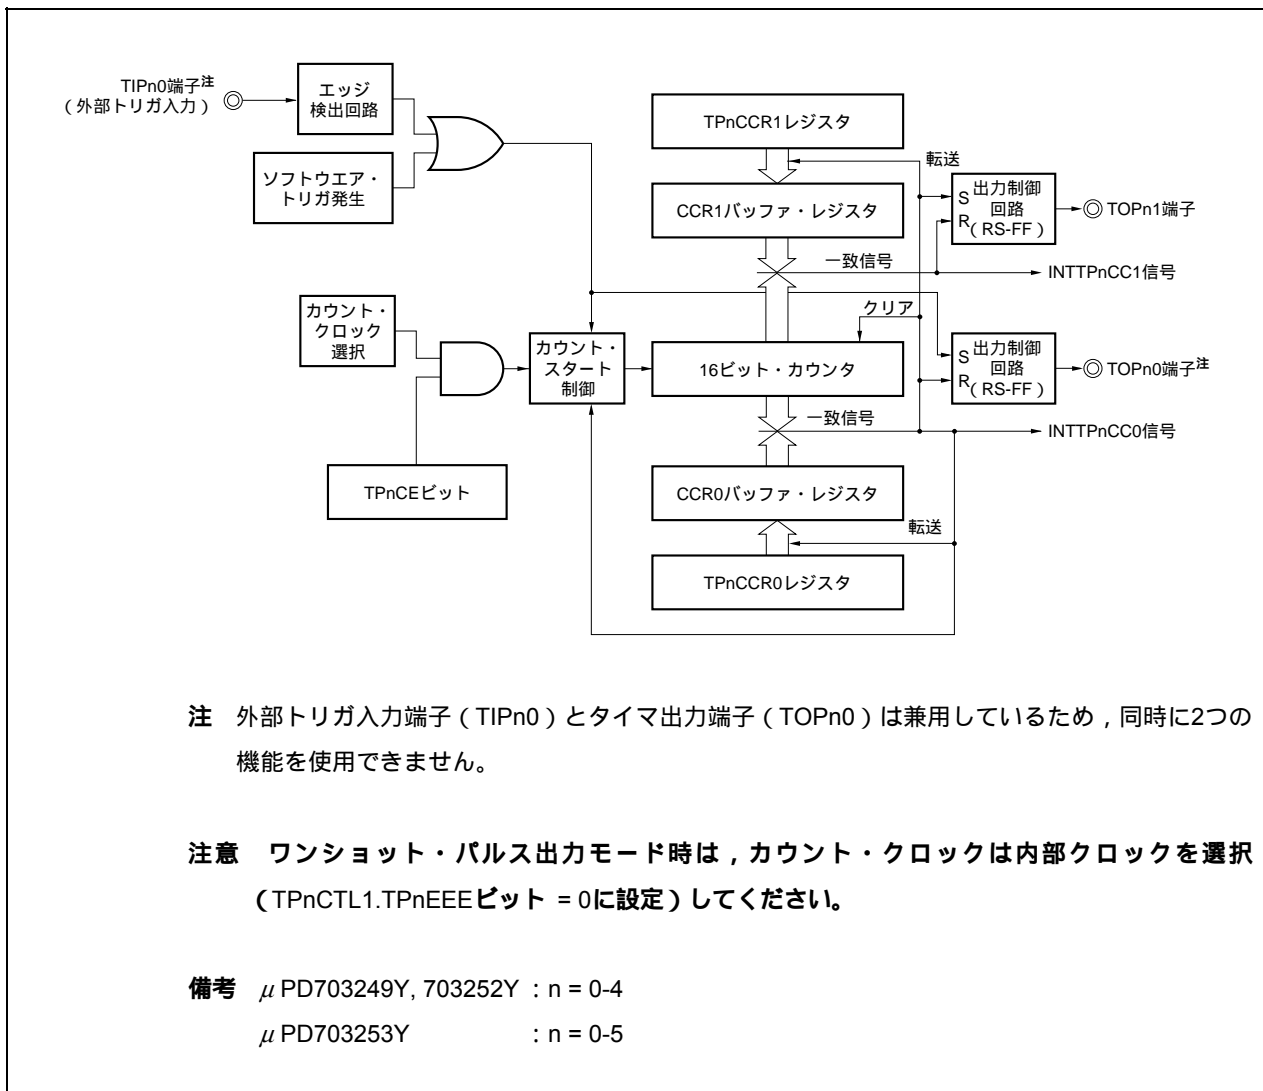 TIPn0端子注
（外部トリガ入力）
エッジ
検出回路
ソフトウエア・
トリガ発生
カウント・
クロック
選択
TPnCEビット
カウント・
スタート
制御
TPnCCR1レジスタ
転送
CCR1バッファ・レジスタ
一致信号
クリア
16ビット・カウンタ
一致信号
CCR0バッファ・レジスタ
転送
TPnCCR0レジスタ
S 出力制御
回路
R （RS-FF）
TOPn1端子
INTTPnCC1信号
S 出力制御
回路
R （RS-FF）
TOPn0端子注
INTTPnCC0信号
注 外部トリガ入力端子（TIPn0）とタイマ出力端子（TOPn0）は兼用しているため，同時に2つの
機能を使用できません。
注意 ワンショット・パルス出力モード時は，カウント・クロックは内部クロックを選択
（TPnCTL1.TPnEEEビット = 0に設定）してください。
備考 μPD703249Y, 703252Y：n = 0-4
μPD703253Y ：n = 0-5